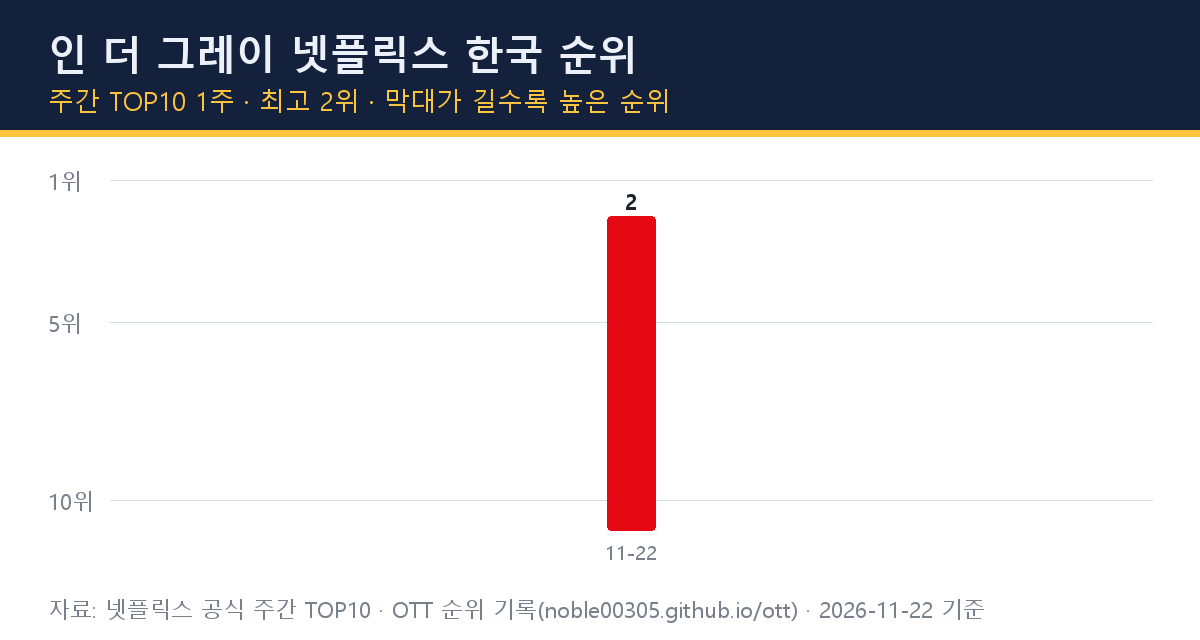 인 더 그레이 넷플릭스 한국 순위
주간 TOP10 1주 · 최고 2위 · 막대가 길수록 높은 순위
1위
2
5위
10위
11-22
자료: 넷플릭스 공식 주간 TOP10 · OTT 순위 기록(noble00305.github.io/ott) · 2026-11-22 기준